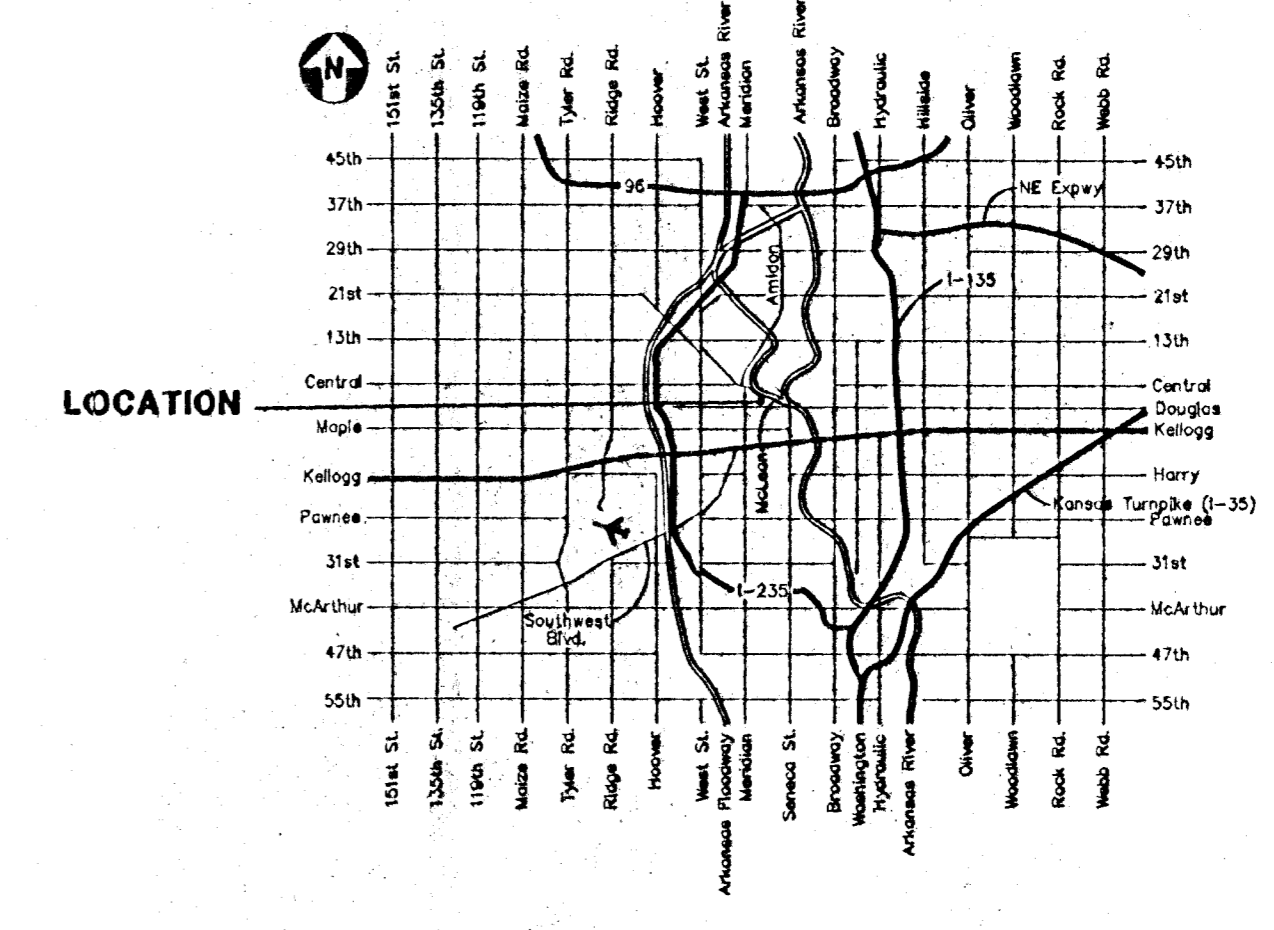 N
151st St.
135th St.
119th St.
Maize Rd.
Tyler Rd.
Ridge Rd.
Hoover
West St.
Arkansas River
Meridian
Arkansas River
Broadway
Hydraulic
Hillside
Oliver
Woodlawn
Rock Rd.
Webb Rd.
45th
45th
96
NE Expwy
37th
37th
29th
29th
Amidon
I-135
21st
21st
13th
13th
Central
Central
LOCATION
Douglas
Maple
Kellogg
Kellogg
Harry
McLean
Kansas Turnpike (I-35)
Pawnee
Pawnee
31st
31st
I-235
McArthur
McArthur
Southwest
Blvd.
47th
47th
55th
55th
151st St.
135th St.
119th St.
Maize Rd.
Tyler Rd.
Ridge Rd.
Hoover
West St.
Arkansas Floodway
Meridian
Seneca St.
Broadway
Washington
Hydraulic
Arkansas River
Oliver
Woodlawn
Rock Rd.
Webb Rd.